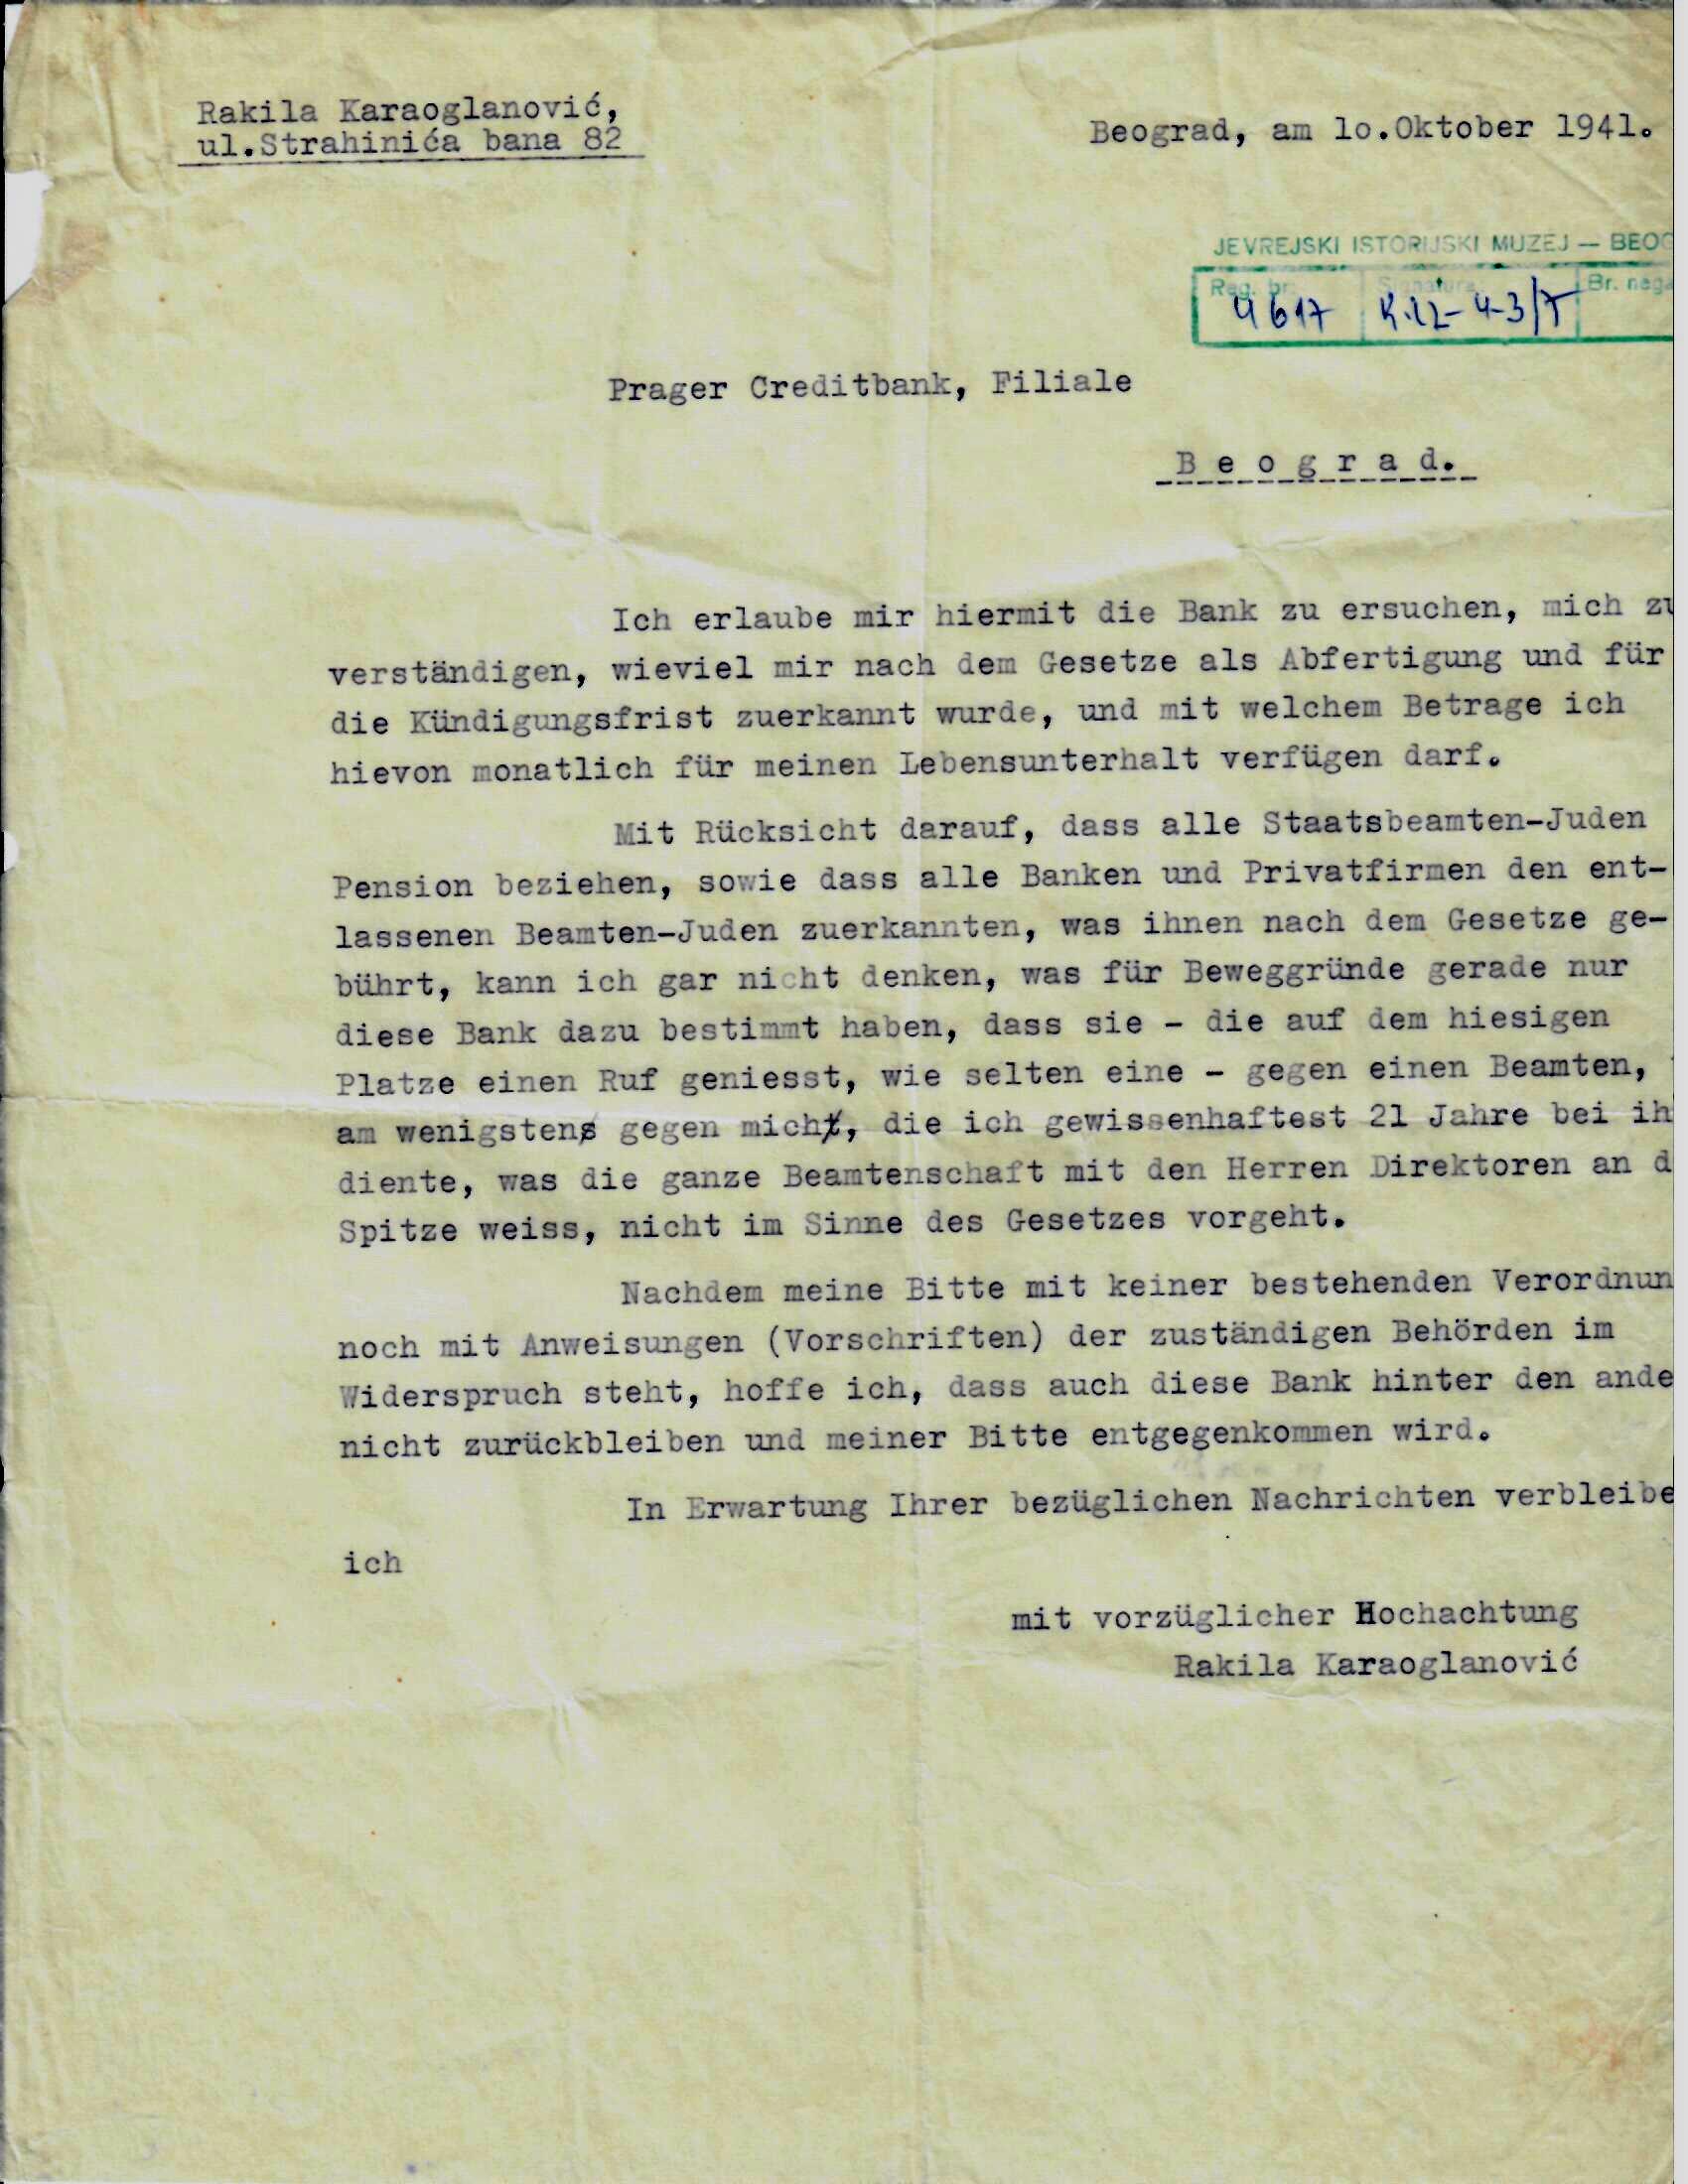 Rakila Karaoglanović,
ul.Strahinića bana 82
Beograd, am lo.Oktober 1941.
JEVREJSKI ISTORIJSKI MUZEJ — BEOG
Reg. br. Signatura Br. nega
4617 K.12-4-3/7
Prager Creditbank, Filiale
B e o g r a d.
Ich erlaube mir hiermit die Bank zu ersuchen, mich zu
verständigen, wieviel mir nach dem Gesetze als Abfertigung und für
die Kündigungsfrist zuerkannt wurde, und mit welchem Betrage ich
hievon monatlich für meinen Lebensunterhalt verfügen darf.
Mit Rücksicht darauf, dass alle Staatsbeamten-Juden
Pension beziehen, sowie dass alle Banken und Privatfirmen den ent-
lassenen Beamten-Juden zuerkannten, was ihnen nach dem Gesetze ge-
bührt, kann ich gar nicht denken, was für Beweggründe gerade nur
diese Bank dazu bestimmt haben, dass sie - die auf dem hiesigen
Platze einen Ruf geniesst, wie selten eine - gegen einen Beamten,
am wenigstens gegen mich, die ich gewissenhaftest 21 Jahre bei ih
diente, was die ganze Beamtenschaft mit den Herren Direktoren an d
Spitze weiss, nicht im Sinne des Gesetzes vorgeht.
Nachdem meine Bitte mit keiner bestehenden Verordnun
noch mit Anweisungen (Vorschriften) der zuständigen Behörden im
Widerspruch steht, hoffe ich, dass auch diese Bank hinter den ande
nicht zurückbleiben und meiner Bitte entgegenkommen wird.
In Erwartung Ihrer bezüglichen Nachrichten verbleibe
ich
mit vorzüglicher Hochachtung
Rakila Karaoglanović